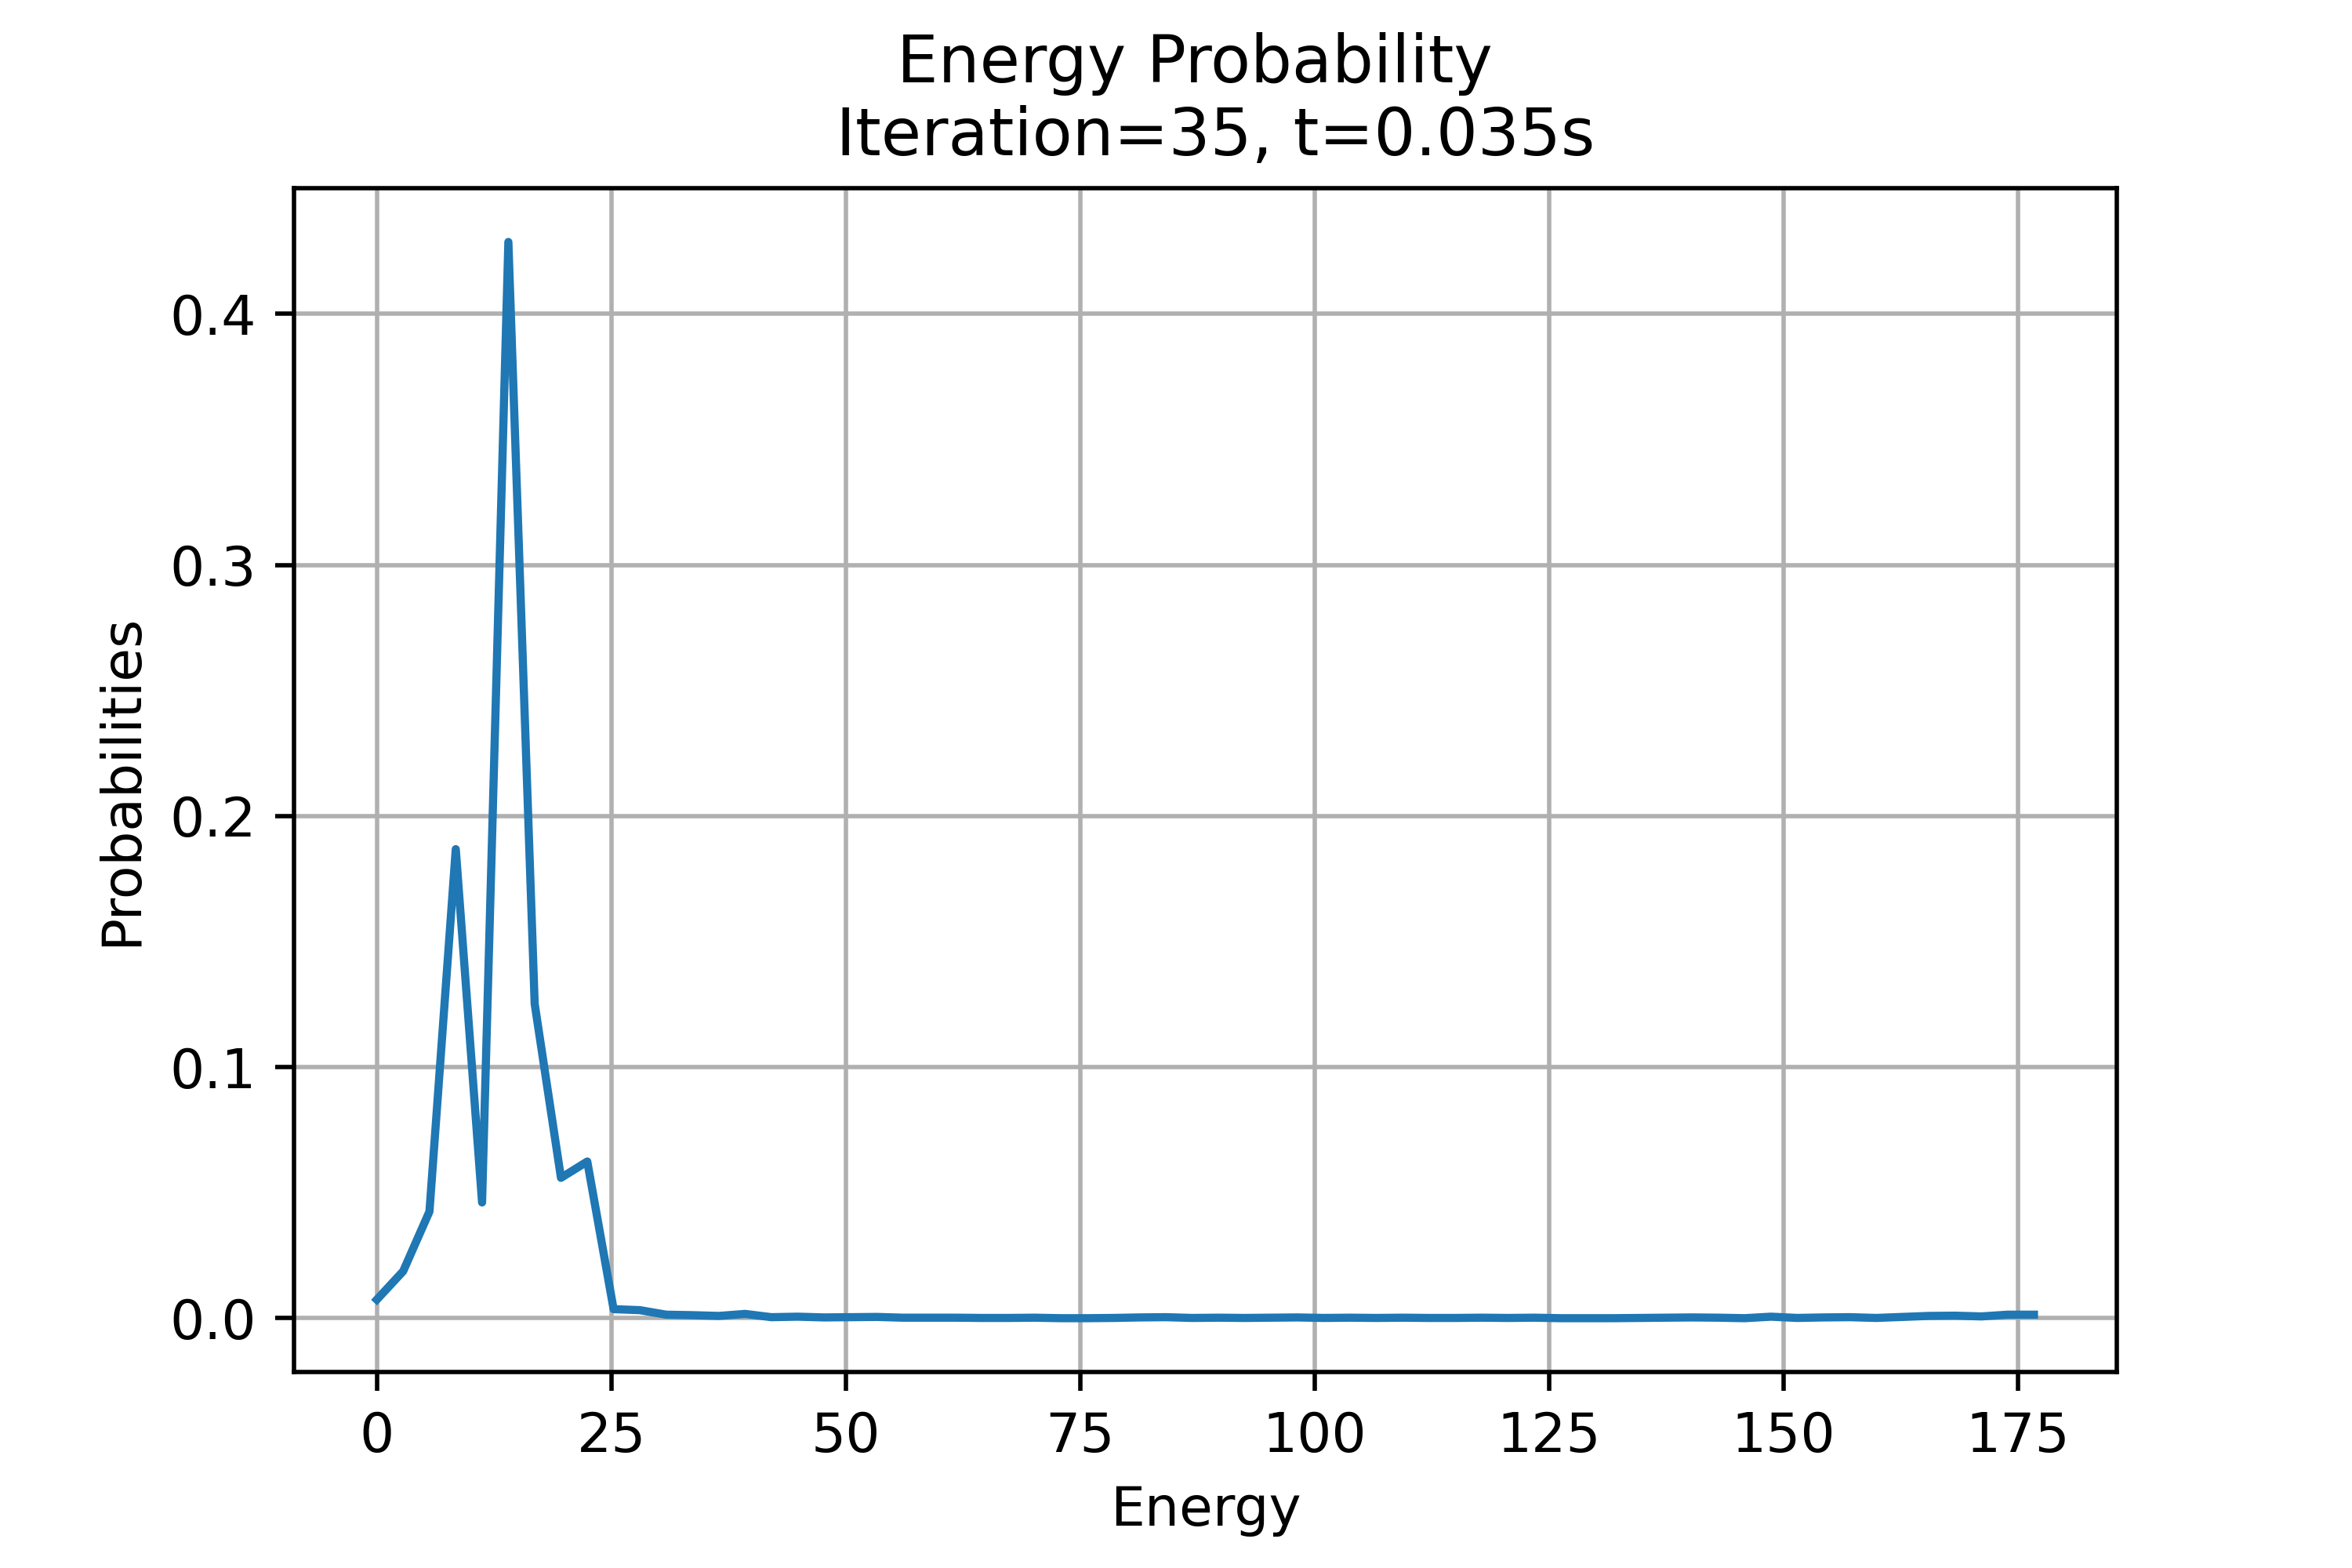 Energy Probability
Iteration=35, t=0.035s
0.4
0.3
0.2
0.1
0.0
Probabilities
0 25 50 75 100 125 150 175
Energy